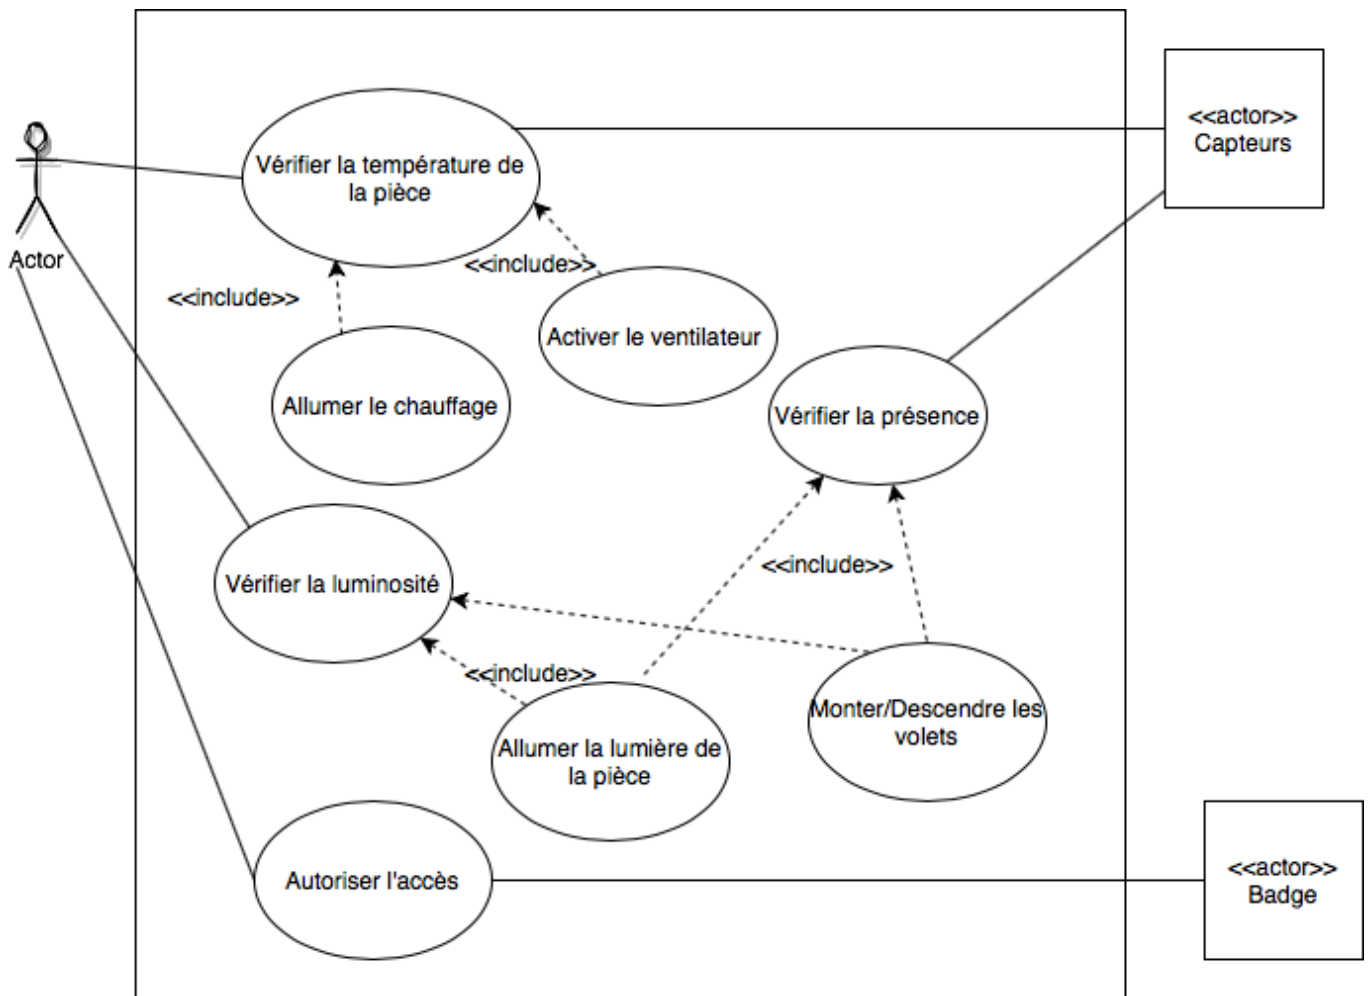 <<actor>>
Capteurs
Vérifier la température de
la pièce
Actor
<<include>>
<<include>>
Activer le ventilateur
Allumer le chauffage
Vérifier la présence
<<include>>
Vérifier la luminosité
<<include>>
Monter/Descendre les
volets
Allumer la lumière de
la pièce
Autoriser l'accès
<<actor>>
Badge